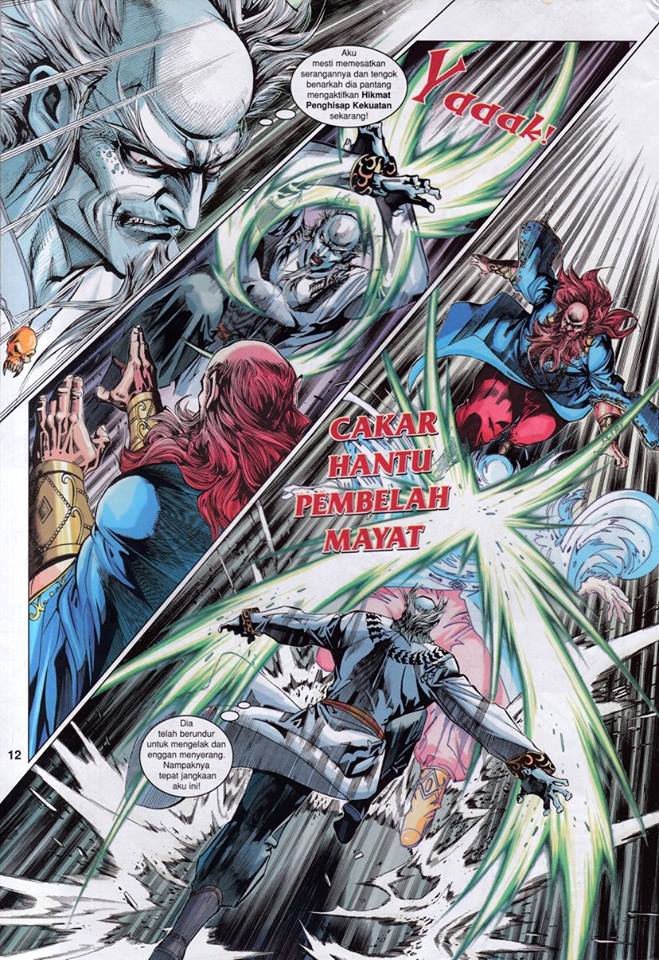 Aku
mesti memesatkan
serangannya dan tengok
benarkah dia pantang
mengaktifkan Hikmat
Penghisap Kekuatan
sekarang!
Yaaak!
CAKAR
HANTU
PEMBELAH
MAYAT
Dia
telah berundur
untuk mengelak dan
enggan menyerang.
Nampaknya
tepat jangkaan
aku ini!
12